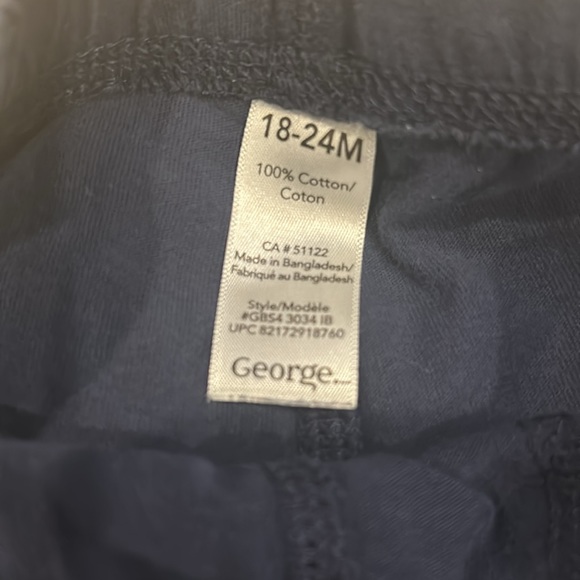 18-24M
100% Cotton/
Coton
CA # 51122
Made in Bangladesh/
Fabriqué au Bangladesh
Style/Modèle
#GBS4 3034 IB
UPC 82172918760
George